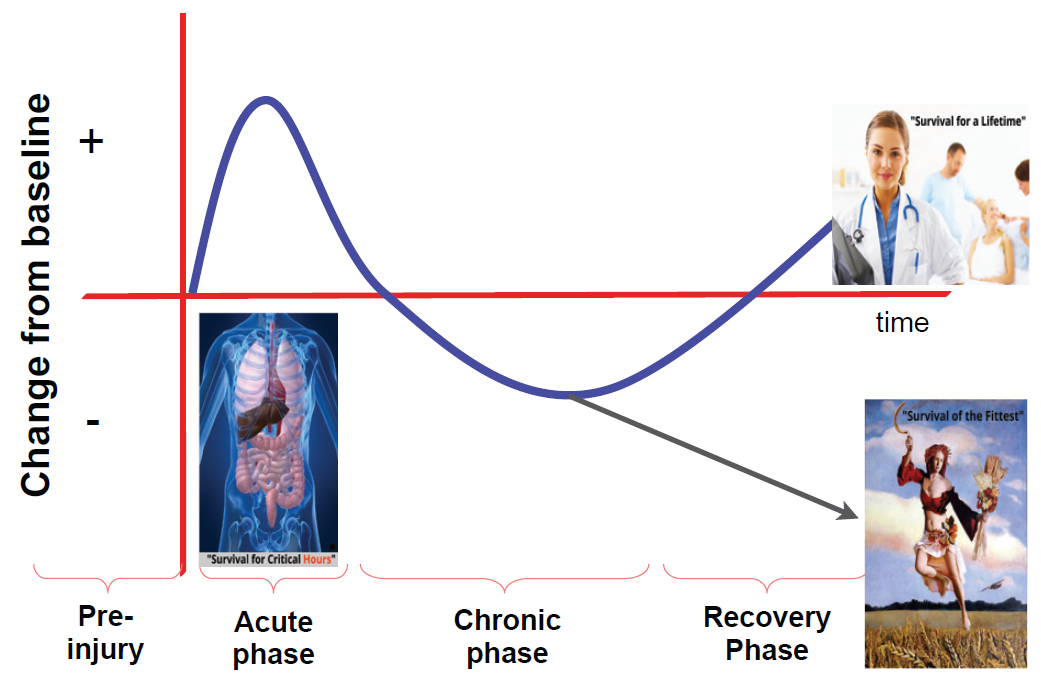 Change from baseline
+
-
"Survival for a Lifetime"
time
"Survival of the Fittest"
"Survival for Critical Hours"
Pre-
injury
Acute
phase
Chronic
phase
Recovery
Phase